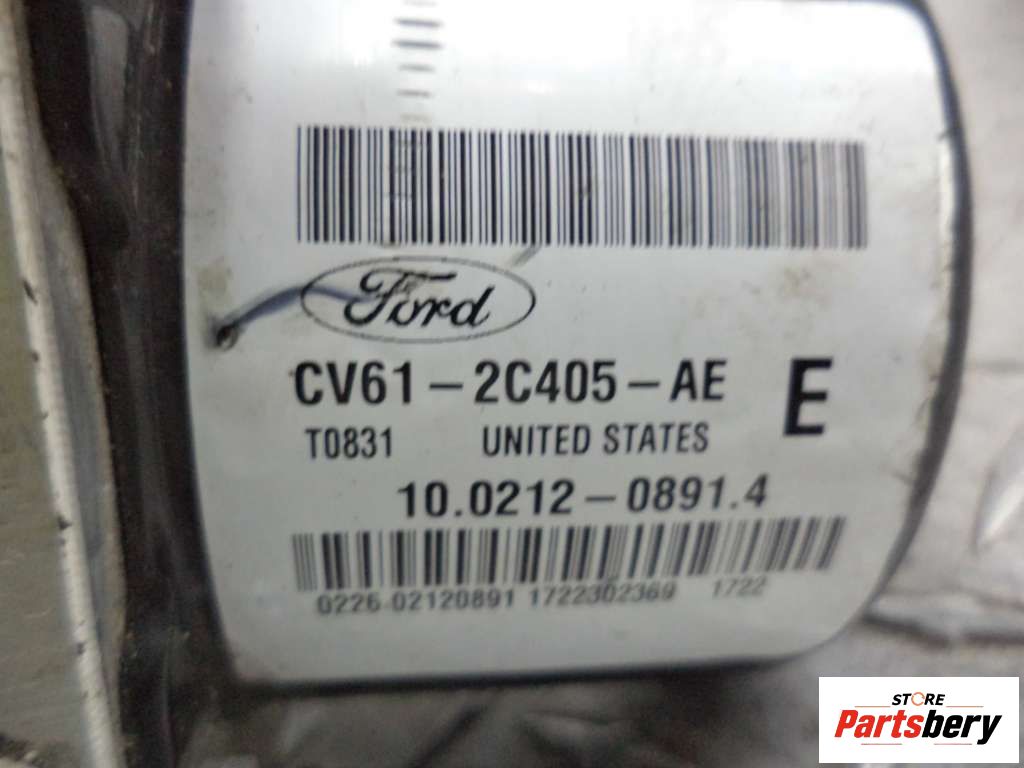 Ford
CV61-2C405-AE E
T0831 UNITED STATES
10.0212-0891.4
0226 02120891 1722302369 1722
STORE
Partsbery